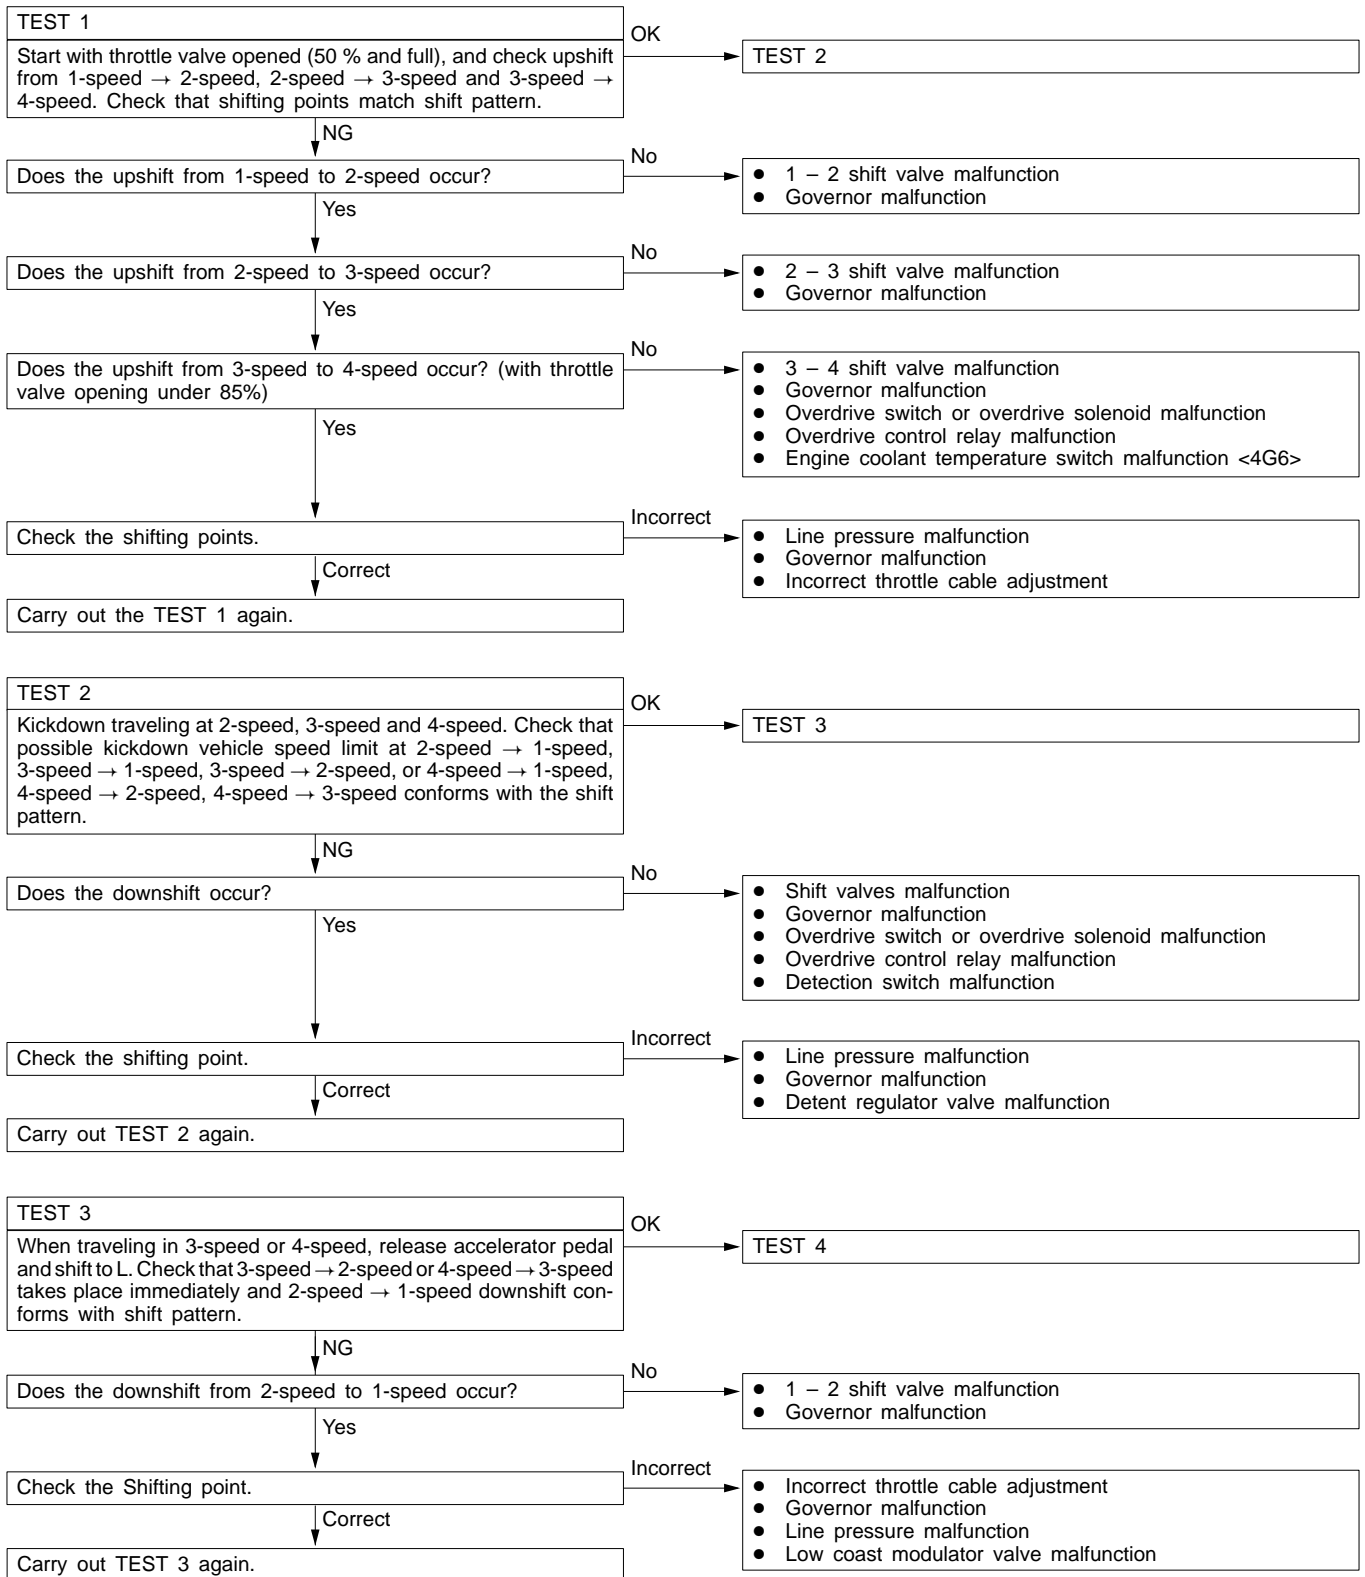 TEST 1
OK
Start with throttle valve opened (50 % and full), and check upshift
from 1-speed → 2-speed, 2-speed → 3-speed and 3-speed →
4-speed. Check that shifting points match shift pattern.
TEST 2
NG
Does the upshift from 1-speed to 2-speed occur?
No
● 1 – 2 shift valve malfunction
● Governor malfunction
Yes
Does the upshift from 2-speed to 3-speed occur?
No
● 2 – 3 shift valve malfunction
● Governor malfunction
Yes
Does the upshift from 3-speed to 4-speed occur? (with throttle
valve opening under 85%)
No
● 3 – 4 shift valve malfunction
● Governor malfunction
● Overdrive switch or overdrive solenoid malfunction
● Overdrive control relay malfunction
● Engine coolant temperature switch malfunction <4G6>
Yes
Check the shifting points.
Incorrect
● Line pressure malfunction
● Governor malfunction
● Incorrect throttle cable adjustment
Correct
Carry out the TEST 1 again.
TEST 2
OK
Kickdown traveling at 2-speed, 3-speed and 4-speed. Check that
possible kickdown vehicle speed limit at 2-speed → 1-speed,
3-speed → 1-speed, 3-speed → 2-speed, or 4-speed → 1-speed,
4-speed → 2-speed, 4-speed → 3-speed conforms with the shift
pattern.
TEST 3
NG
Does the downshift occur?
No
● Shift valves malfunction
● Governor malfunction
● Overdrive switch or overdrive solenoid malfunction
● Overdrive control relay malfunction
● Detection switch malfunction
Yes
Check the shifting point.
Incorrect
● Line pressure malfunction
● Governor malfunction
● Detent regulator valve malfunction
Correct
Carry out TEST 2 again.
TEST 3
OK
When traveling in 3-speed or 4-speed, release accelerator pedal
and shift to L. Check that 3-speed → 2-speed or 4-speed → 3-speed
takes place immediately and 2-speed → 1-speed downshift con-
forms with shift pattern.
TEST 4
NG
Does the downshift from 2-speed to 1-speed occur?
No
● 1 – 2 shift valve malfunction
● Governor malfunction
Yes
Check the Shifting point.
Incorrect
● Incorrect throttle cable adjustment
● Governor malfunction
● Line pressure malfunction
● Low coast modulator valve malfunction
Correct
Carry out TEST 3 again.